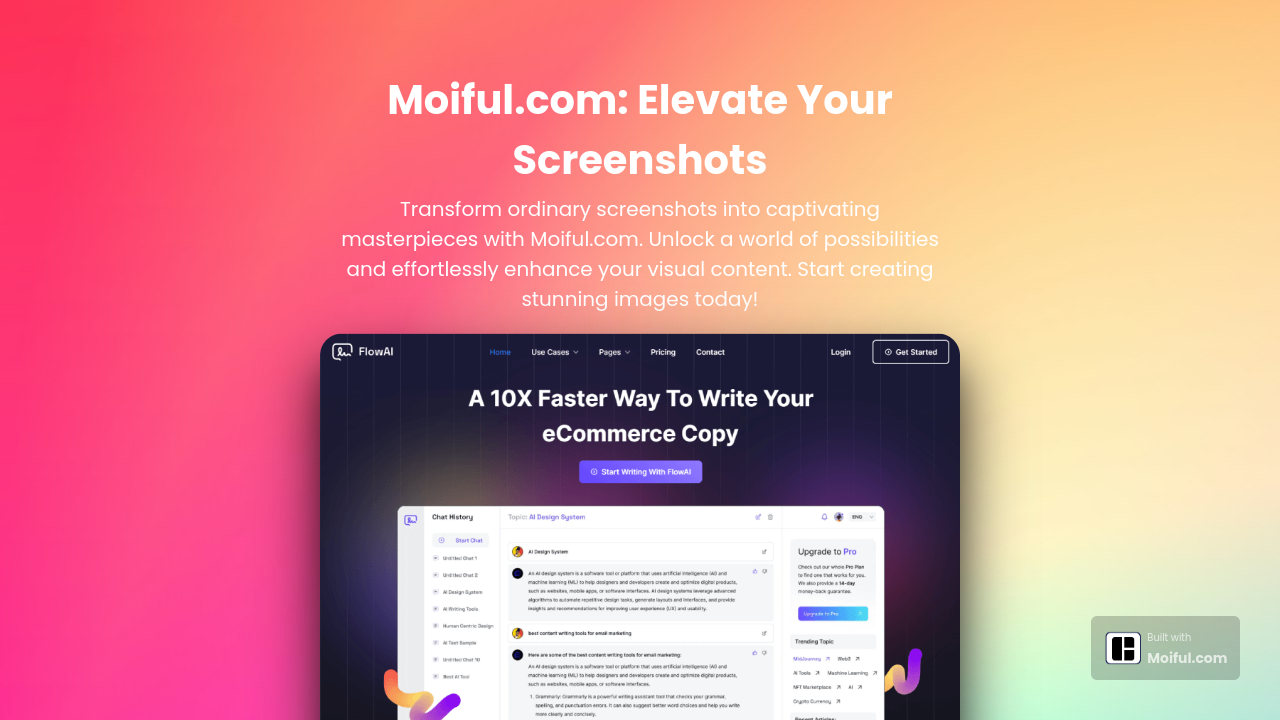 Moiful.com: Elevate Your
Screenshots
Transform ordinary screenshots into captivating
masterpieces with Moiful.com. Unlock a world of possibilities
and effortlessly enhance your visual content. Start creating
stunning images today!
FlowAI
Home Use Cases Pages Pricing Contact Login Get Started
A 10X Faster Way To Write Your
eCommerce Copy
Start Writing With FlowAI
Chat History
Start Chat
Untitled Chat 1
Untitled Chat 2
AI Design System
AI Writing Tools
Human Centric Design
AI Text Sample
Untitled Chat 10
Best AI Tool
Topic: AI Design System
AI Design System
An AI design system is a software tool or platform that uses artificial intelligence (AI) and
machine learning (ML) to help designers and developers create and optimize digital products,
such as websites, mobile apps, or software interfaces. AI design systems leverage advanced
algorithms to automate repetitive design tasks, generate layouts and interfaces, and provide
insights and recommendations for improving user experience (UX) and usability.
best content writing tools for email marketing
Here are some of the best content writing tools for email marketing:
An AI design system is a software tool or platform that uses artificial intelligence (AI) and
machine learning (ML) to help designers and developers create and optimize digital products,
such as websites, mobile apps, or software interfaces.
1. Grammarly: Grammarly is a powerful writing assistant tool that checks your grammar,
spelling, and punctuation errors. It can also suggest better word choices and help you write
more clearly and concisely.
ENG
Upgrade to Pro
Check out our whole Pro Plan
to find one that works for you.
We also provide a 14-day
money-back guarantee.
Upgrade to Pro
Trending Topic
MidJourney Web3
AI Tools Machine Learning
NFT Marketplace AI
Crypto Currency
Recent Articles:
Built with
Moiful.com